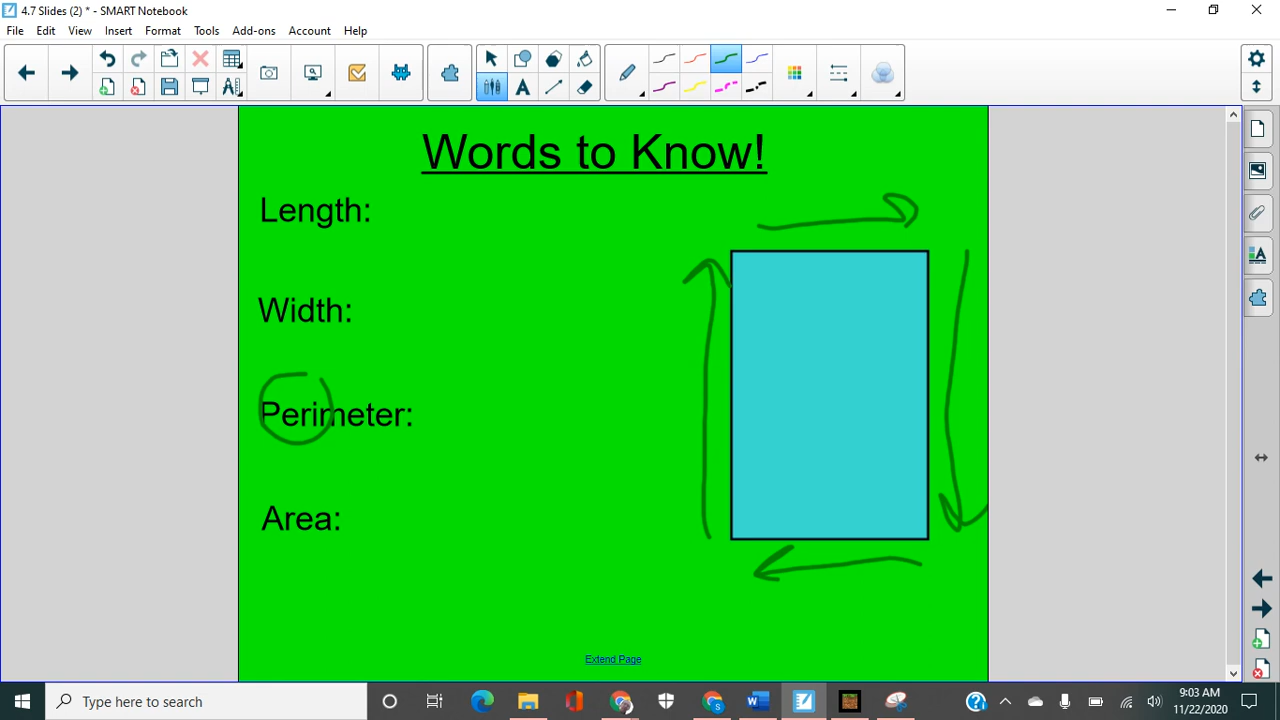 4.7 Slides (2) * - SMART Notebook
File Edit View Insert Format Tools Add-ons Account Help
Words to Know!
Length:
Width:
Perimeter:
Area:
Extend Page
Type here to search
9:03 AM
11/22/2020